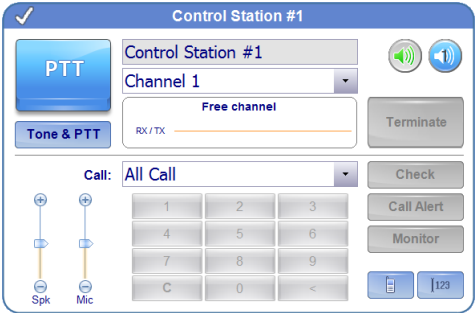 Control Station #1
PTT
Control Station #1
Channel 1
Free channel
RX / TX
Tone & PTT
Terminate
Call:
All Call
Check
1 2 3
Call Alert
4 5 6
Monitor
7 8 9
C 0 <
123
Spk
Mic